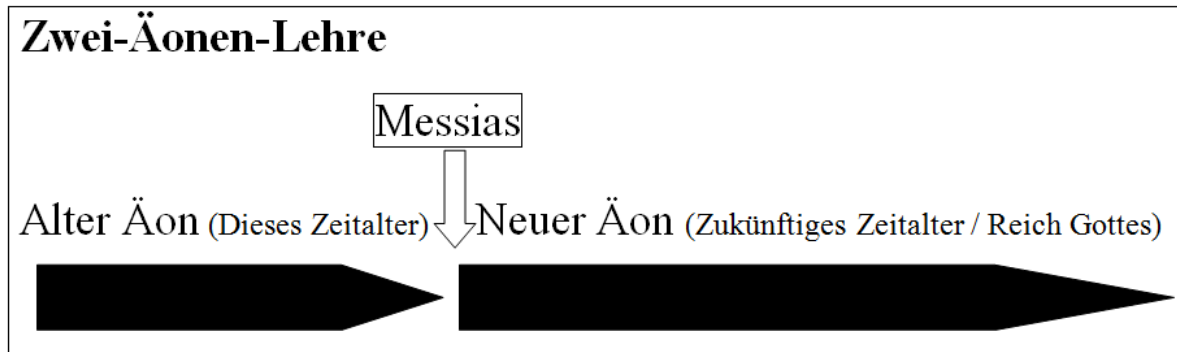 Zwei-Äonen-Lehre
Messias
Alter Äon (Dieses Zeitalter)
Neuer Äon (Zukünftiges Zeitalter / Reich Gottes)